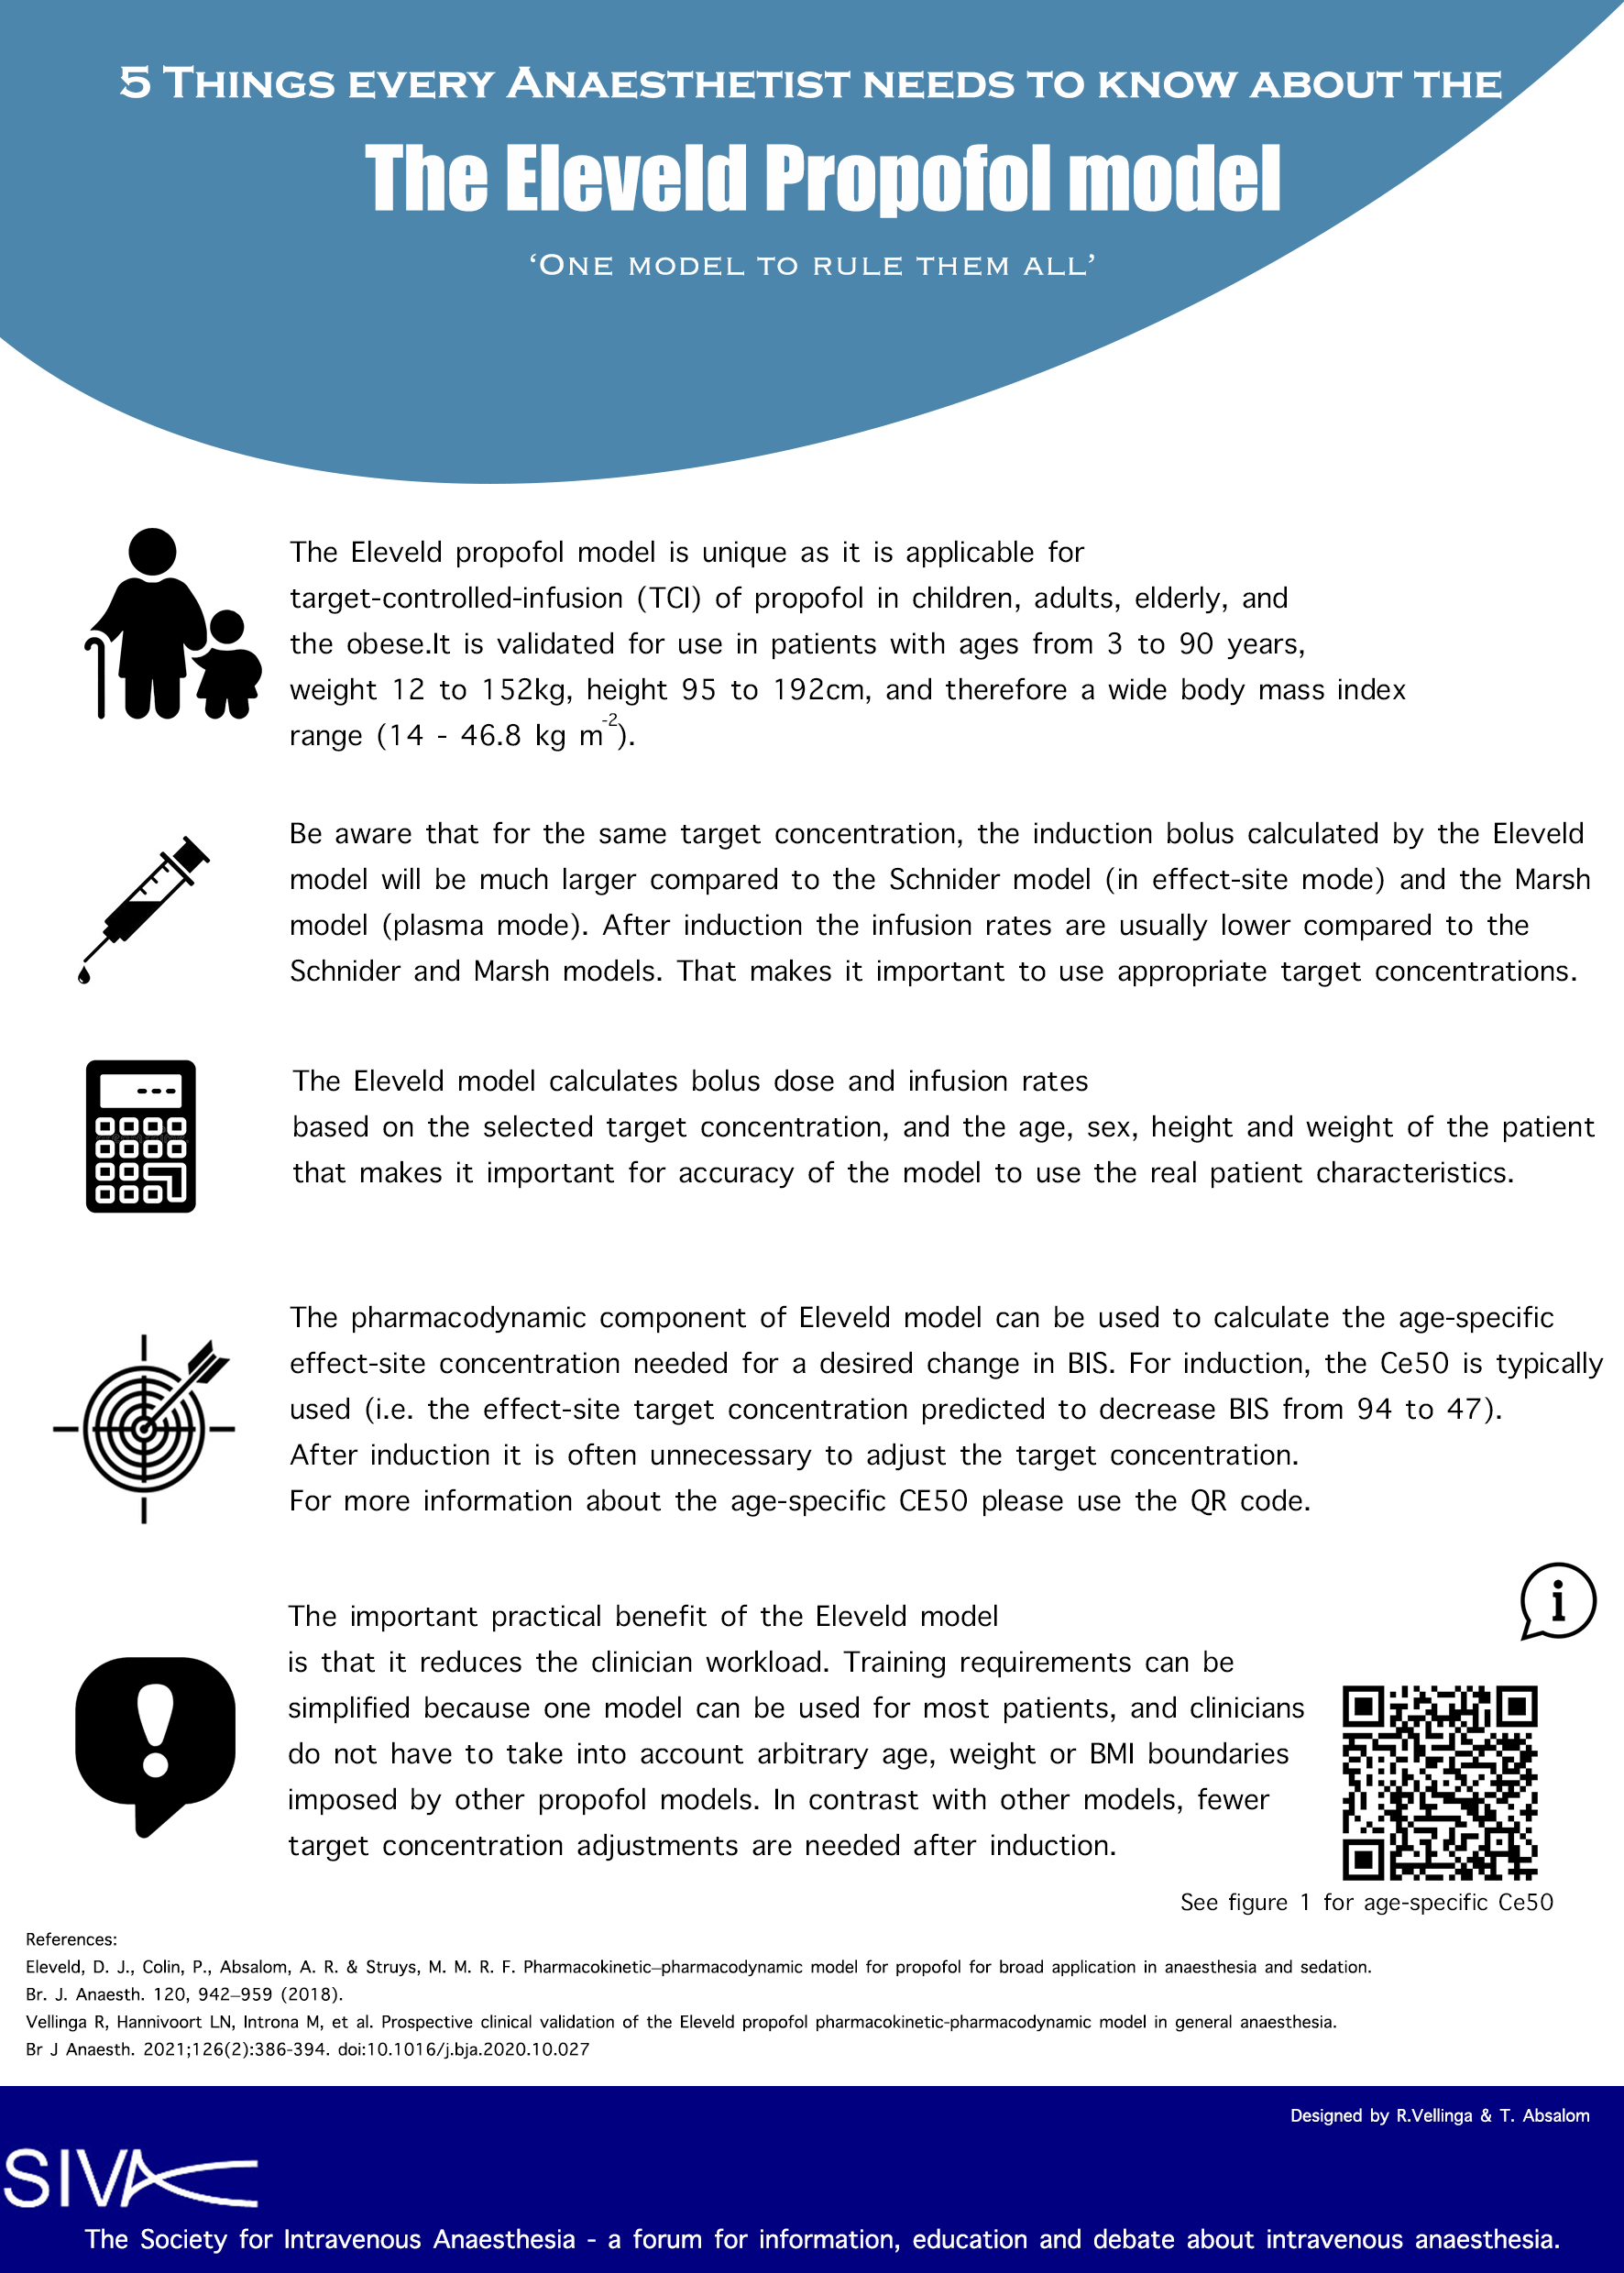 5 Things every Anaesthetist needs to know about the
The Eleveld Propofol model
‘One model to rule them all’
The Eleveld propofol model is unique as it is applicable for
target-controlled-infusion (TCI) of propofol in children, adults, elderly, and
the obese.It is validated for use in patients with ages from 3 to 90 years,
weight 12 to 152kg, height 95 to 192cm, and therefore a wide body mass index
range (14 - 46.8 kg m-2).
Be aware that for the same target concentration, the induction bolus calculated by the Eleveld
model will be much larger compared to the Schnider model (in effect-site mode) and the Marsh
model (plasma mode). After induction the infusion rates are usually lower compared to the
Schnider and Marsh models. That makes it important to use appropriate target concentrations.
The Eleveld model calculates bolus dose and infusion rates
based on the selected target concentration, and the age, sex, height and weight of the patient
that makes it important for accuracy of the model to use the real patient characteristics.
The pharmacodynamic component of Eleveld model can be used to calculate the age-specific
effect-site concentration needed for a desired change in BIS. For induction, the Ce50 is typically
used (i.e. the effect-site target concentration predicted to decrease BIS from 94 to 47).
After induction it is often unnecessary to adjust the target concentration.
For more information about the age-specific CE50 please use the QR code.
i
The important practical benefit of the Eleveld model
is that it reduces the clinician workload. Training requirements can be
simplified because one model can be used for most patients, and clinicians
do not have to take into account arbitrary age, weight or BMI boundaries
imposed by other propofol models. In contrast with other models, fewer
target concentration adjustments are needed after induction.
See figure 1 for age-specific Ce50
References:
Eleveld, D. J., Colin, P., Absalom, A. R. & Struys, M. M. R. F. Pharmacokinetic–pharmacodynamic model for propofol for broad application in anaesthesia and sedation.
Br. J. Anaesth. 120, 942–959 (2018).
Vellinga R, Hannivoort LN, Introna M, et al. Prospective clinical validation of the Eleveld propofol pharmacokinetic-pharmacodynamic model in general anaesthesia.
Br J Anaesth. 2021;126(2):386-394. doi:10.1016/j.bja.2020.10.027
Designed by R.Vellinga & T. Absalom
SIVA
The Society for Intravenous Anaesthesia - a forum for information, education and debate about intravenous anaesthesia.